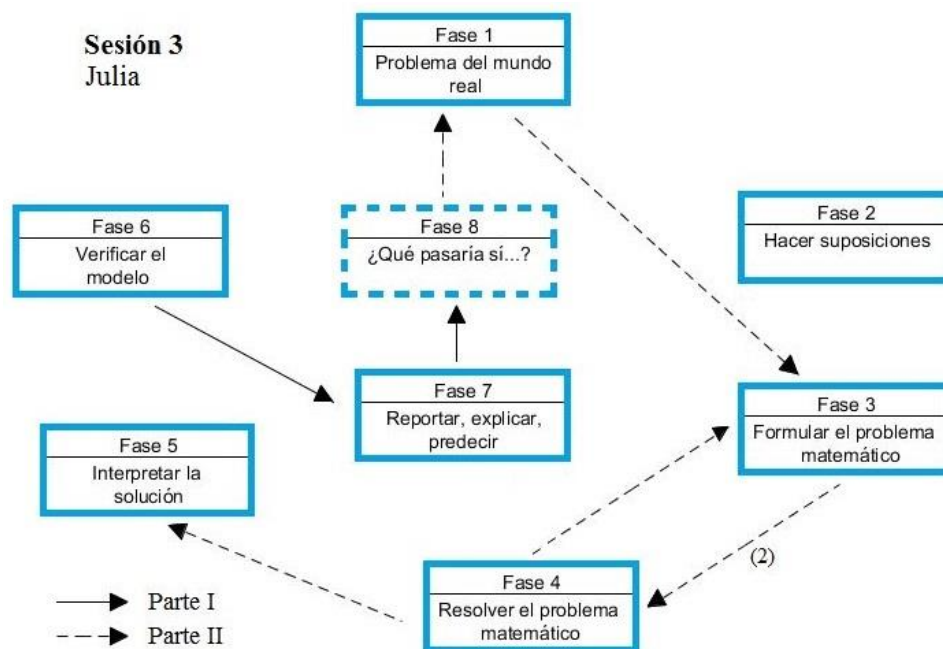 Sesión 3
Julia
Fase 1
Problema del mundo
real
Fase 6
Verificar el
modelo
Fase 8
¿Qué pasaría sí...?
Fase 2
Hacer suposiciones
Fase 7
Reportar, explicar,
predecir
Fase 3
Formular el problema
matemático
Fase 5
Interpretar la
solución
(2)
Fase 4
Resolver el problema
matemático
Parte I
Parte II